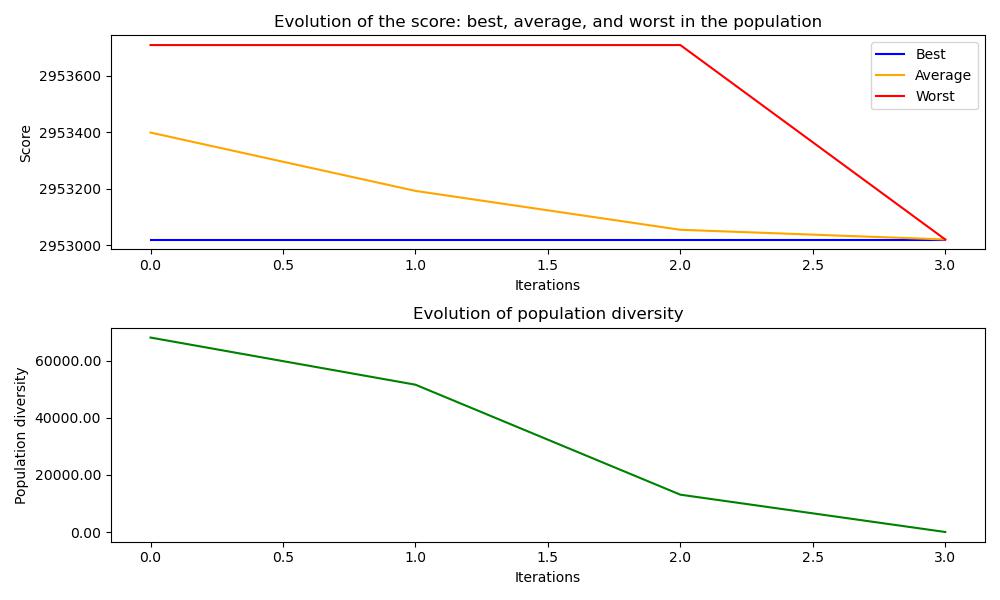 Evolution of the score: best, average, and worst in the population
2953600
2953400
2953200
2953000
Score
Best
Average
Worst
0.0 0.5 1.0 1.5 2.0 2.5 3.0
Iterations
Evolution of population diversity
60000.00
40000.00
20000.00
0.00
Population diversity
0.0 0.5 1.0 1.5 2.0 2.5 3.0
Iterations